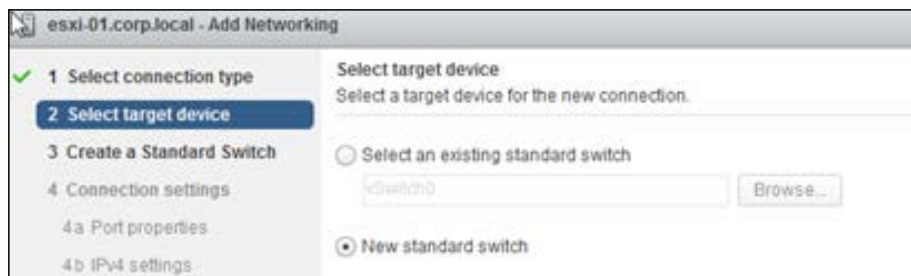 esxi-01.corp.local - Add Networking
1 Select connection type
2 Select target device
3 Create a Standard Switch
4 Connection settings
4a Port properties
4b IPv4 settings
Select target device
Select a target device for the new connection.
Select an existing standard switch
vSwitch0
Browse...
New standard switch